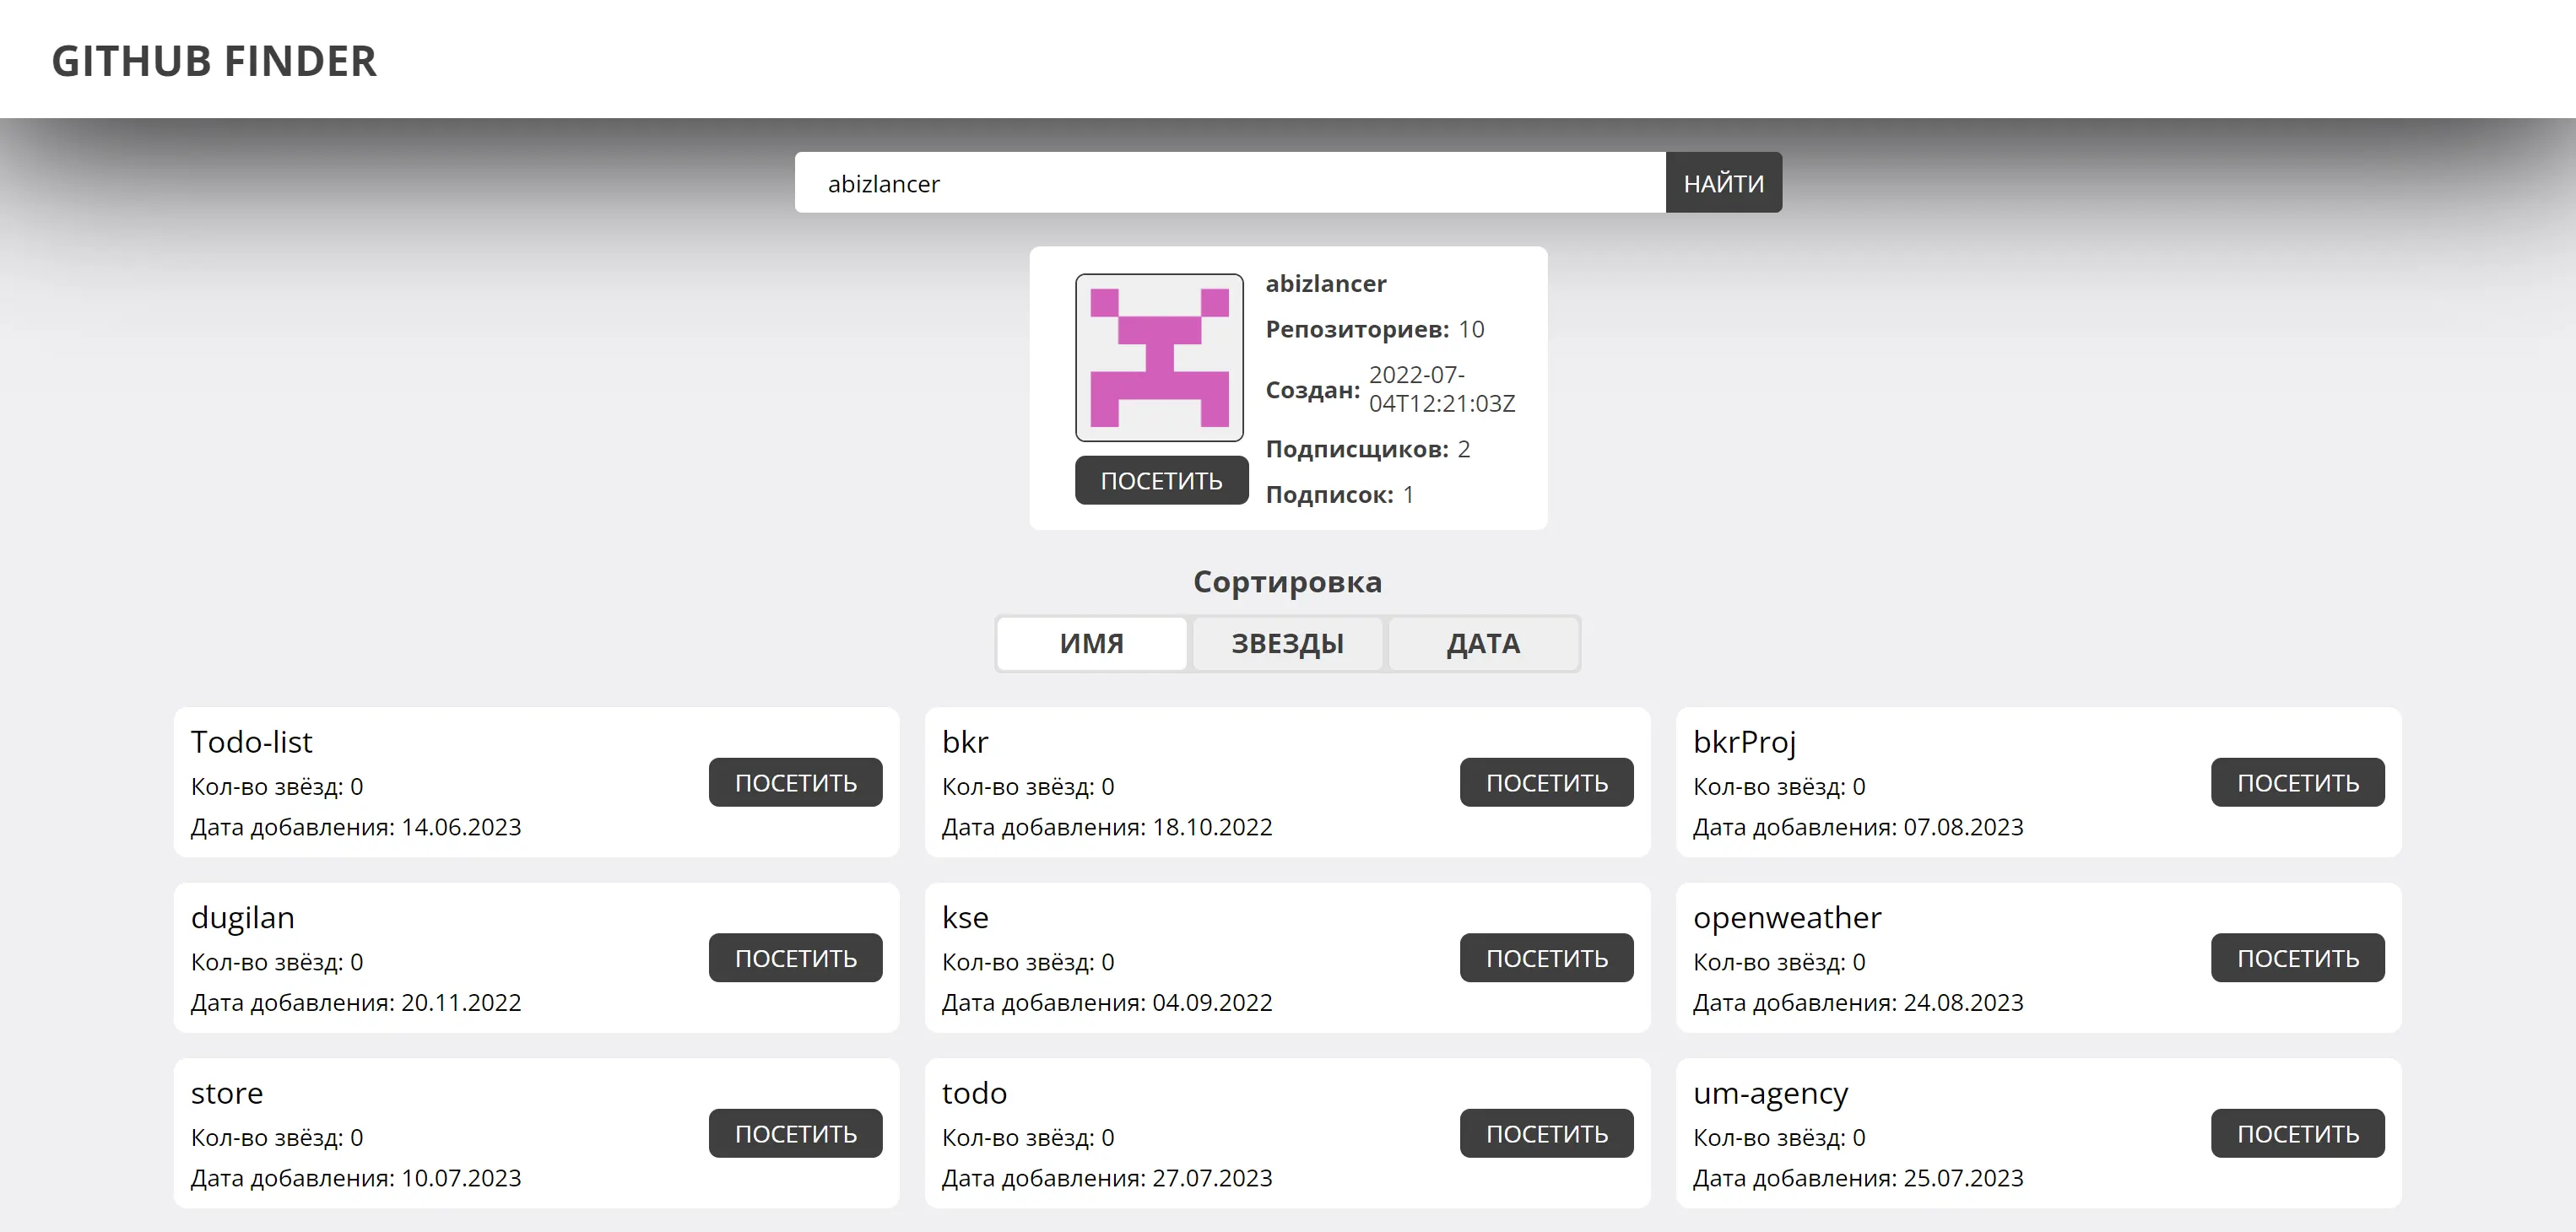 GITHUB FINDER
abizlancer
НАЙТИ
abizlancer
Репозиториев: 10
Создан: 2022-07-
04T12:21:03Z
Подписщиков: 2
Подписок: 1
ПОСЕТИТЬ
Сортировка
ИМЯ ЗВЕЗДЫ ДАТА
Todo-list
Кол-во звёзд: 0
Дата добавления: 14.06.2023
ПОСЕТИТЬ
bkr
Кол-во звёзд: 0
Дата добавления: 18.10.2022
ПОСЕТИТЬ
bkrProj
Кол-во звёзд: 0
Дата добавления: 07.08.2023
ПОСЕТИТЬ
dugilan
Кол-во звёзд: 0
Дата добавления: 20.11.2022
ПОСЕТИТЬ
kse
Кол-во звёзд: 0
Дата добавления: 04.09.2022
ПОСЕТИТЬ
openweather
Кол-во звёзд: 0
Дата добавления: 24.08.2023
ПОСЕТИТЬ
store
Кол-во звёзд: 0
Дата добавления: 10.07.2023
ПОСЕТИТЬ
todo
Кол-во звёзд: 0
Дата добавления: 27.07.2023
ПОСЕТИТЬ
um-agency
Кол-во звёзд: 0
Дата добавления: 25.07.2023
ПОСЕТИТЬ